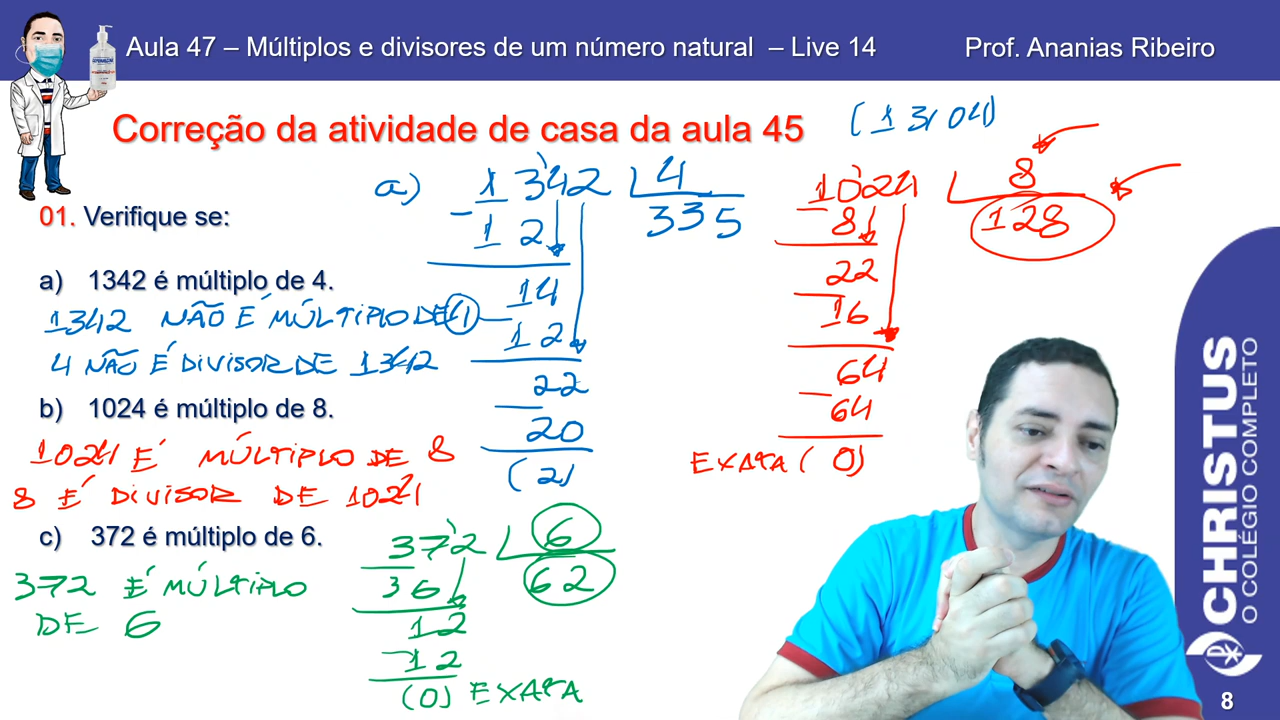 Aula 47 – Múltiplos e divisores de um número natural – Live 14
Prof. Ananias Ribeiro
Correção da atividade de casa da aula 45
01. Verifique se:
a) 1342 é múltiplo de 4.
1342 NÃO É MÚLTIPLO DE 4
4 NÃO É DIVISOR DE 1342
b) 1024 é múltiplo de 8.
1024 É MÚLTIPLO DE 8
8 É DIVISOR DE 1024
c) 372 é múltiplo de 6.
372 É MÚLTIPLO
DE 6
a) 1342 4
- 12 335
14
12
22
20
(2)
1024 8
8 128
22
16
64
64
EXATA (0)
372 6
36 62
12
12
(0) EXATA
CHRISTUS
O COLÉGIO COMPLETO
8